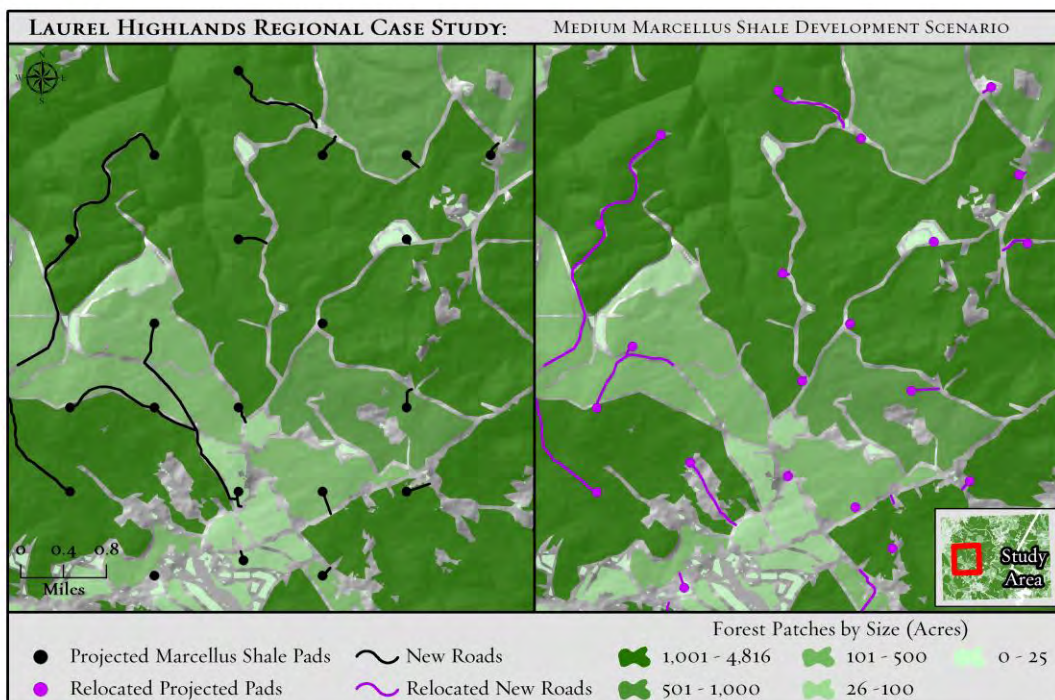 LAUREL HIGHLANDS REGIONAL CASE STUDY:
MEDIUM MARCELLUS SHALE DEVELOPMENT SCENARIO
N
W E
S
0 0.4 0.8
Miles
Study
Area
Projected Marcellus Shale Pads
Relocated Projected Pads
New Roads
Relocated New Roads
Forest Patches by Size (Acres)
1,001 - 4,816
101 - 500
0 - 25
501 - 1,000
26 -100